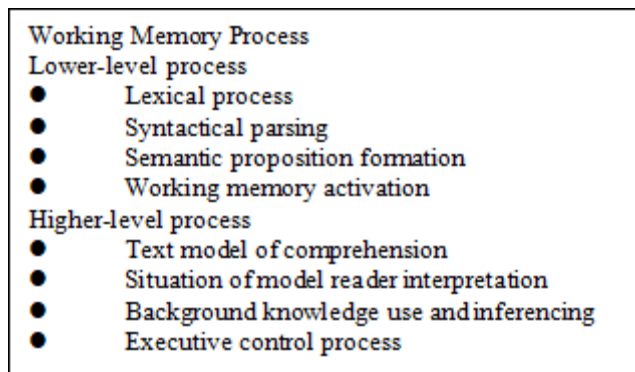 Working Memory Process
Lower-level process
● Lexical process
● Syntactical parsing
● Semantic proposition formation
● Working memory activation
Higher-level process
● Text model of comprehension
● Situation of model reader interpretation
● Background knowledge use and inferencing
● Executive control process